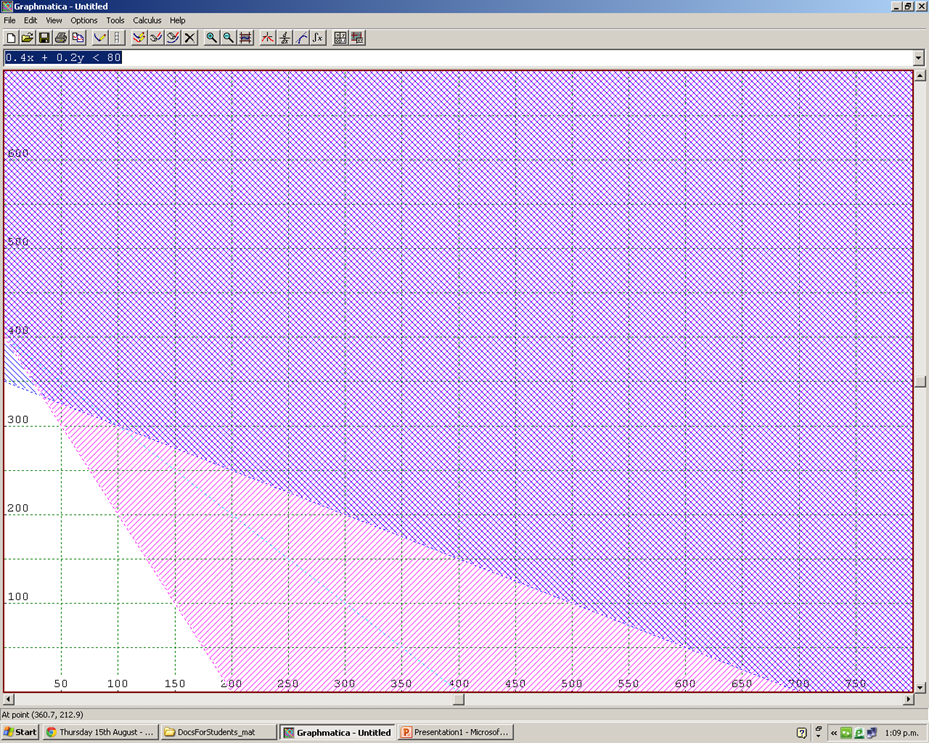 Graphmatica - Untitled
File Edit View Options Tools Calculus Help
0.4x + 0.2y < 80
600
500
400
300
200
100
50 100 150 200 250 300 350 400 450 500 550 600 650 700 750
At point (360.7, 212.9)
Start Thursday 15th August - ... DocsForStudents_mat Graphmatica - Untitled Presentation1 - Microsof... 1:09 p.m.